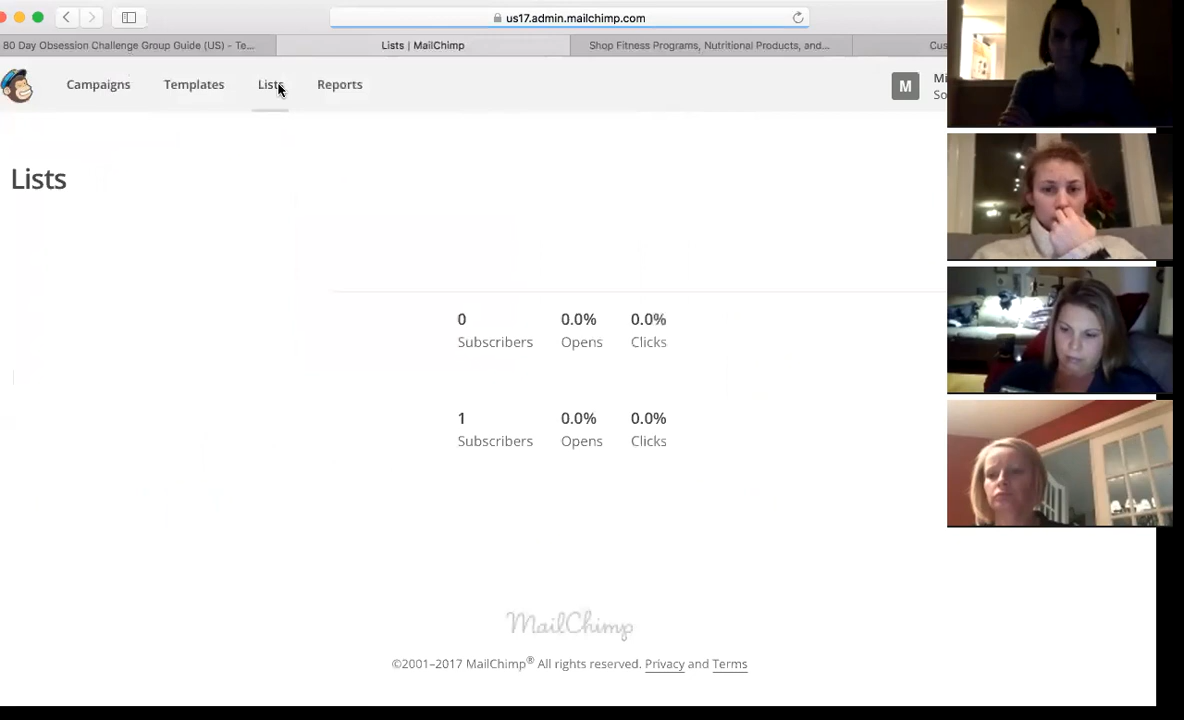 us17.admin.mailchimp.com
80 Day Obsession Challenge Group Guide (US) - Te...
Lists | MailChimp
Shop Fitness Programs, Nutritional Products, and...
Cus
Campaigns
Templates
Lists
Reports
M
Mi
So
Lists
0
0.0%
0.0%
Subscribers
Opens
Clicks
1
0.0%
0.0%
Subscribers
Opens
Clicks
MailChimp
©2001–2017 MailChimp® All rights reserved. Privacy and Terms